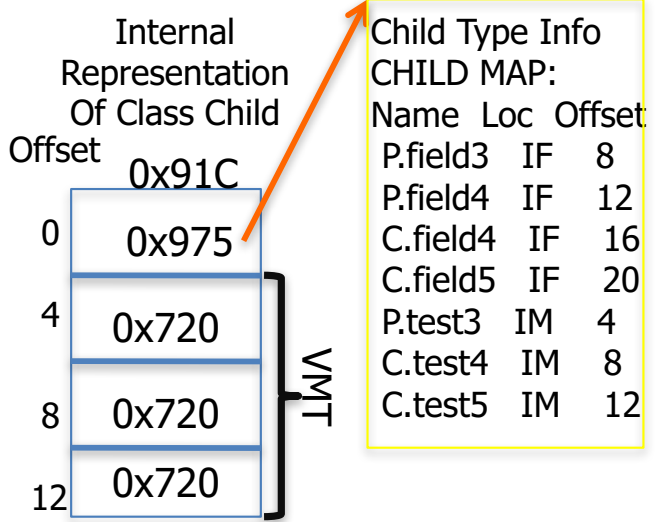 Internal
Representation
Of Class Child
Offset
0x91C
0 0x975
4 0x720
8 0x720
12 0x720
VMT
Child Type Info
CHILD MAP:
Name Loc Offset
P.field3 IF 8
P.field4 IF 12
C.field4 IF 16
C.field5 IF 20
P.test3 IM 4
C.test4 IM 8
C.test5 IM 12